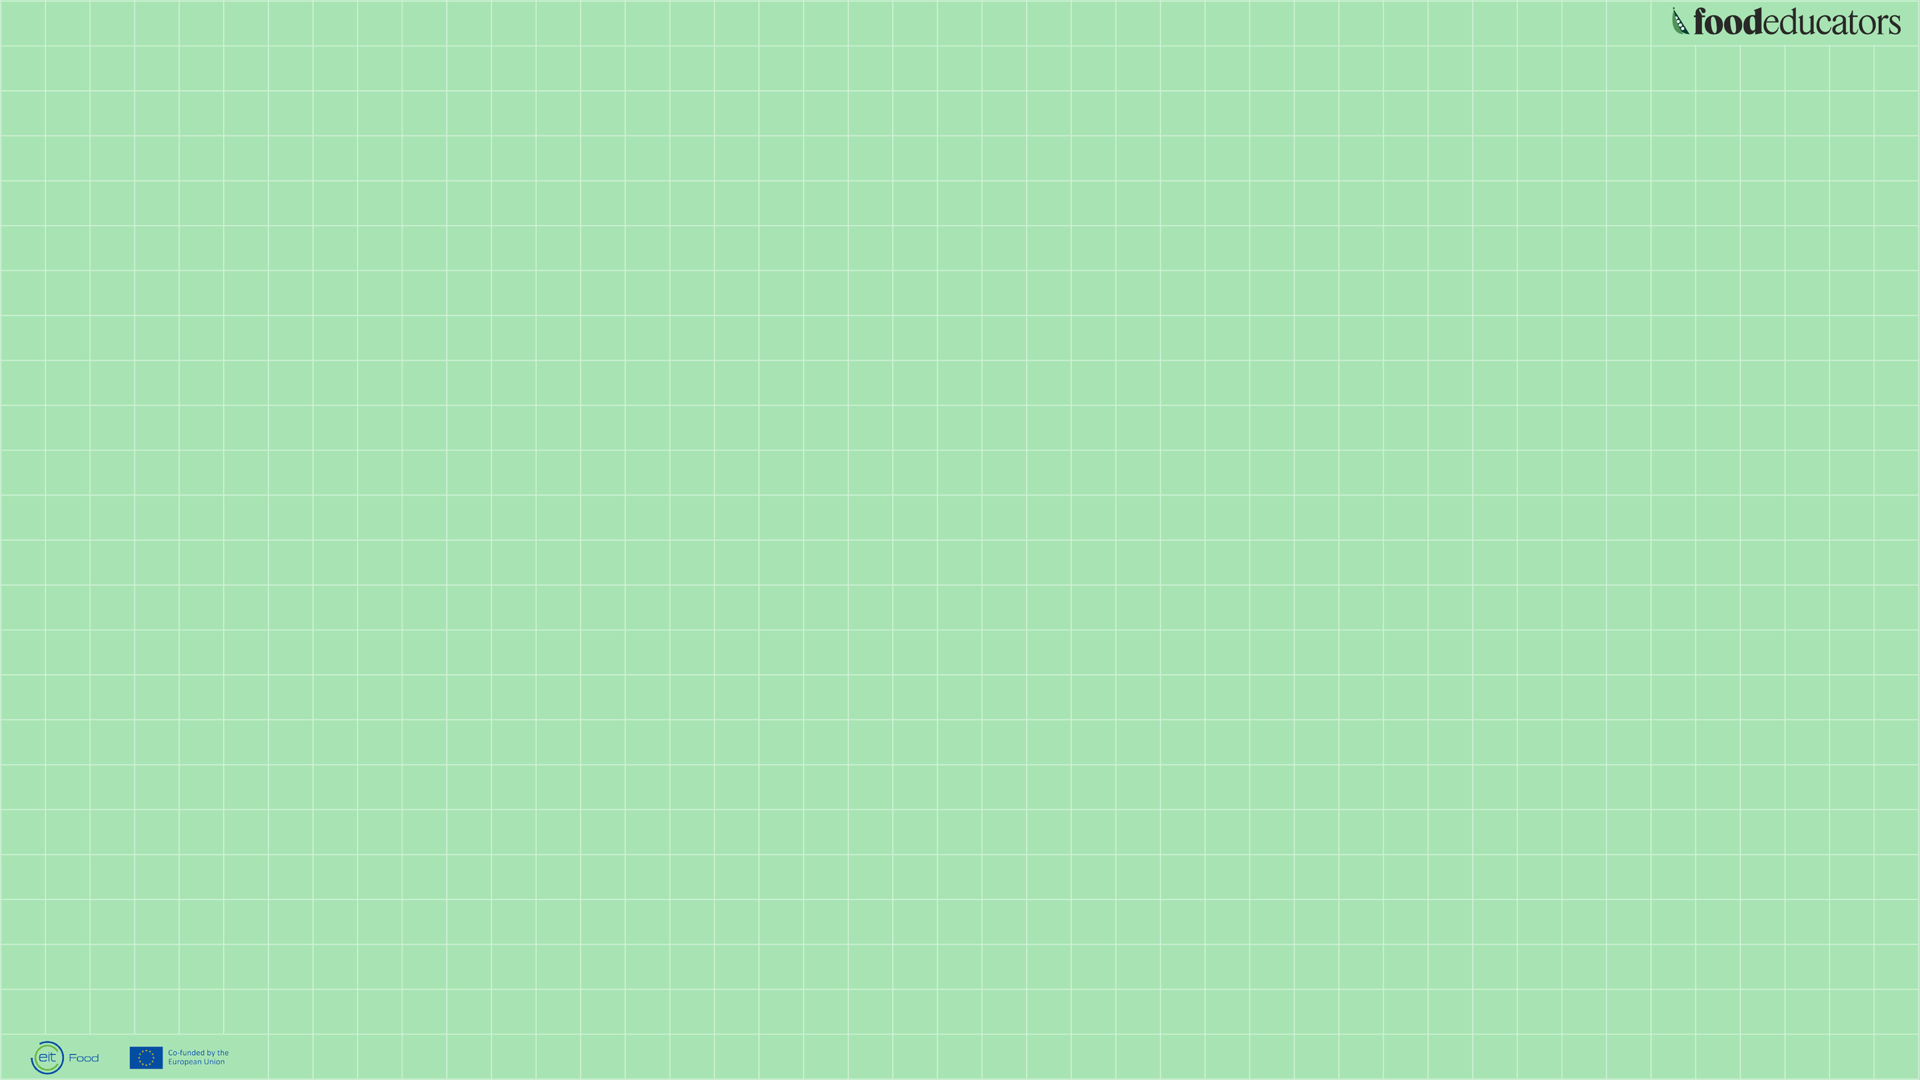 foodeducators
eit Food
Co-funded by the
European Union